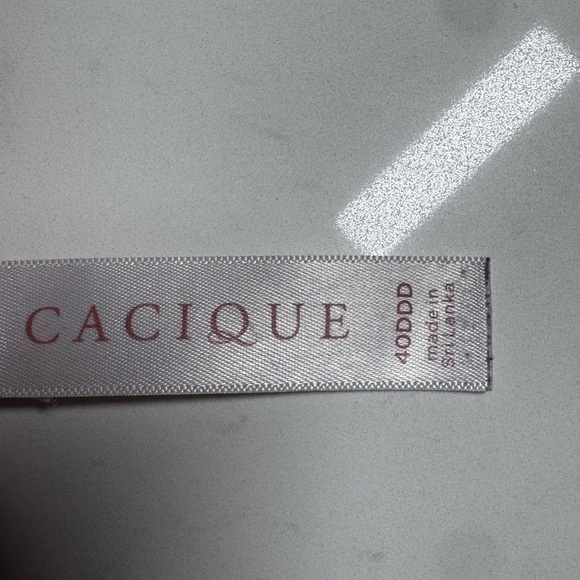 CACIQUE
40DDD
made in
Sri Lanka